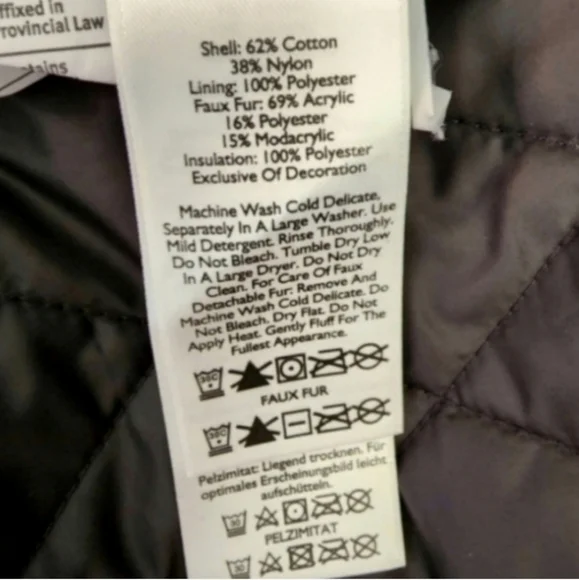 ffixed in
rovincial Law
Shell: 62% Cotton
38% Nylon
Lining: 100% Polyester
Faux Fur: 69% Acrylic
16% Polyester
15% Modacrylic
Insulation: 100% Polyester
Exclusive Of Decoration
Machine Wash Cold Delicate.
Separately In A Large Washer. Use
Mild Detergent. Rinse Thoroughly.
Do Not Bleach. Tumble Dry Low
In A Large Dryer. Do Not Dry
Clean. For Care Of Faux
Detachable Fur: Remove And
Machine Wash Cold Delicate. Do
Not Bleach. Dry Flat. Do Not
Apply Heat. Gently Fluff For The
Fullest Appearance.
30C
FAUX FUR
30C
Pelzimitat: Liegend trocknen. Für
optimales Erscheinungsbild leicht
aufschütteln.
30
PELZIMITAT
30